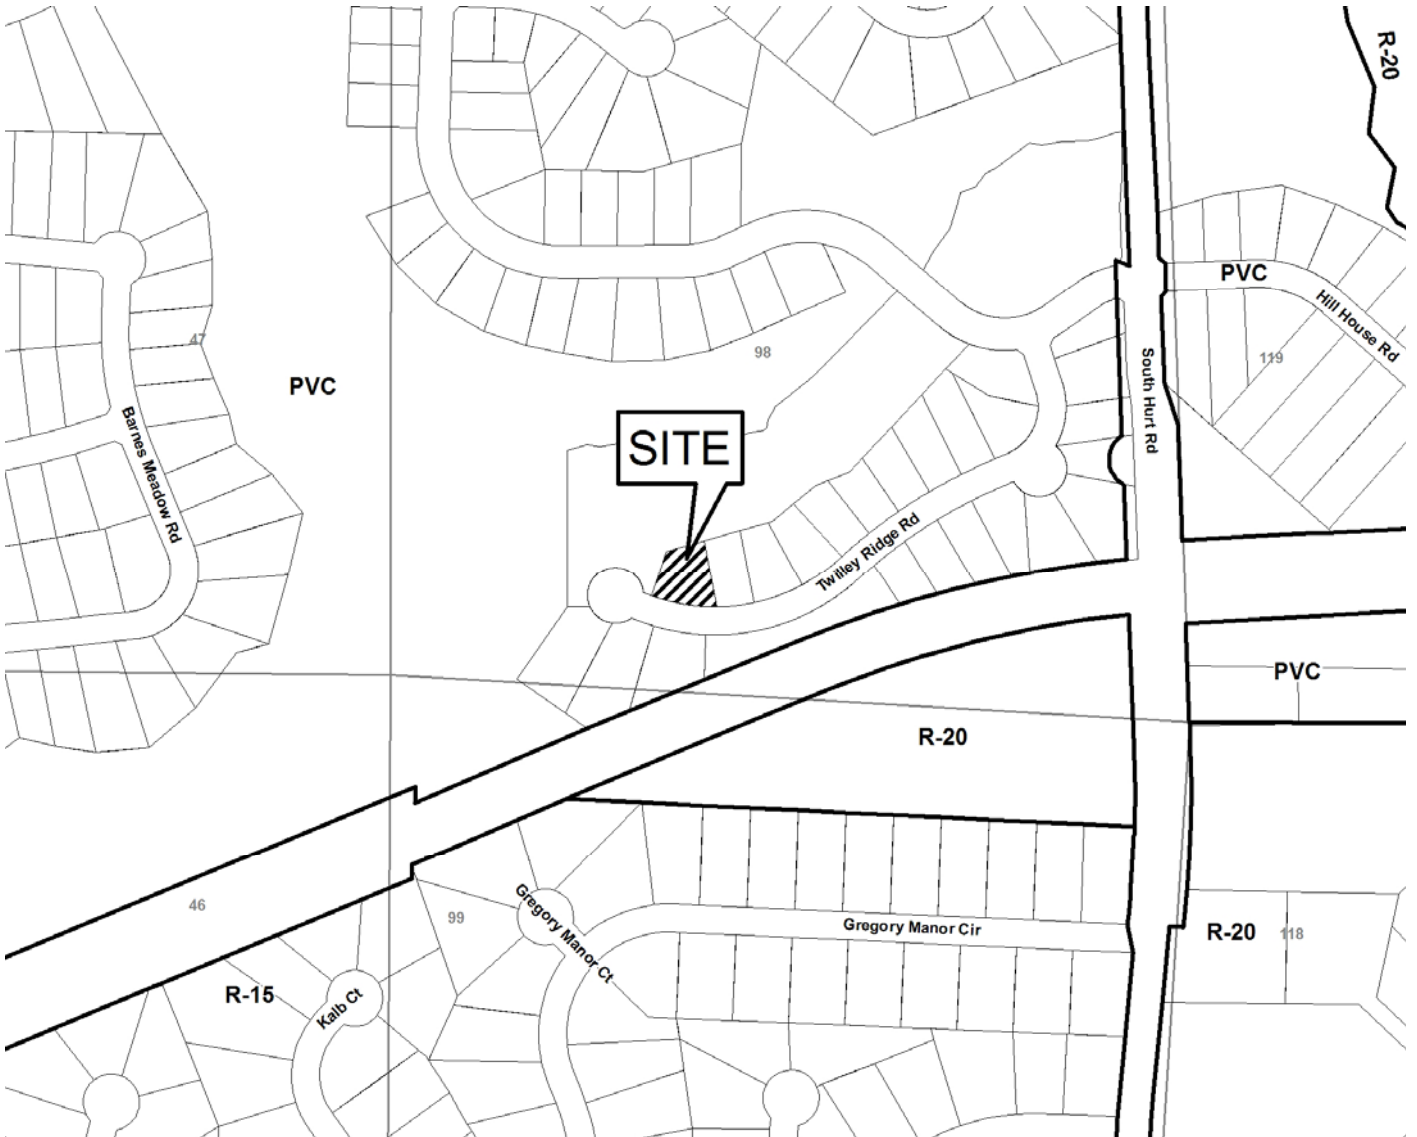 R-20
PVC
Hill House Rd
47
98
119
South Hurt Rd
PVC
Barnes Meadow Rd
SITE
Twilley Ridge Rd
PVC
R-20
46
99
Gregory Manor Ct
Gregory Manor Cir
R-20
118
R-15
Kalb Ct